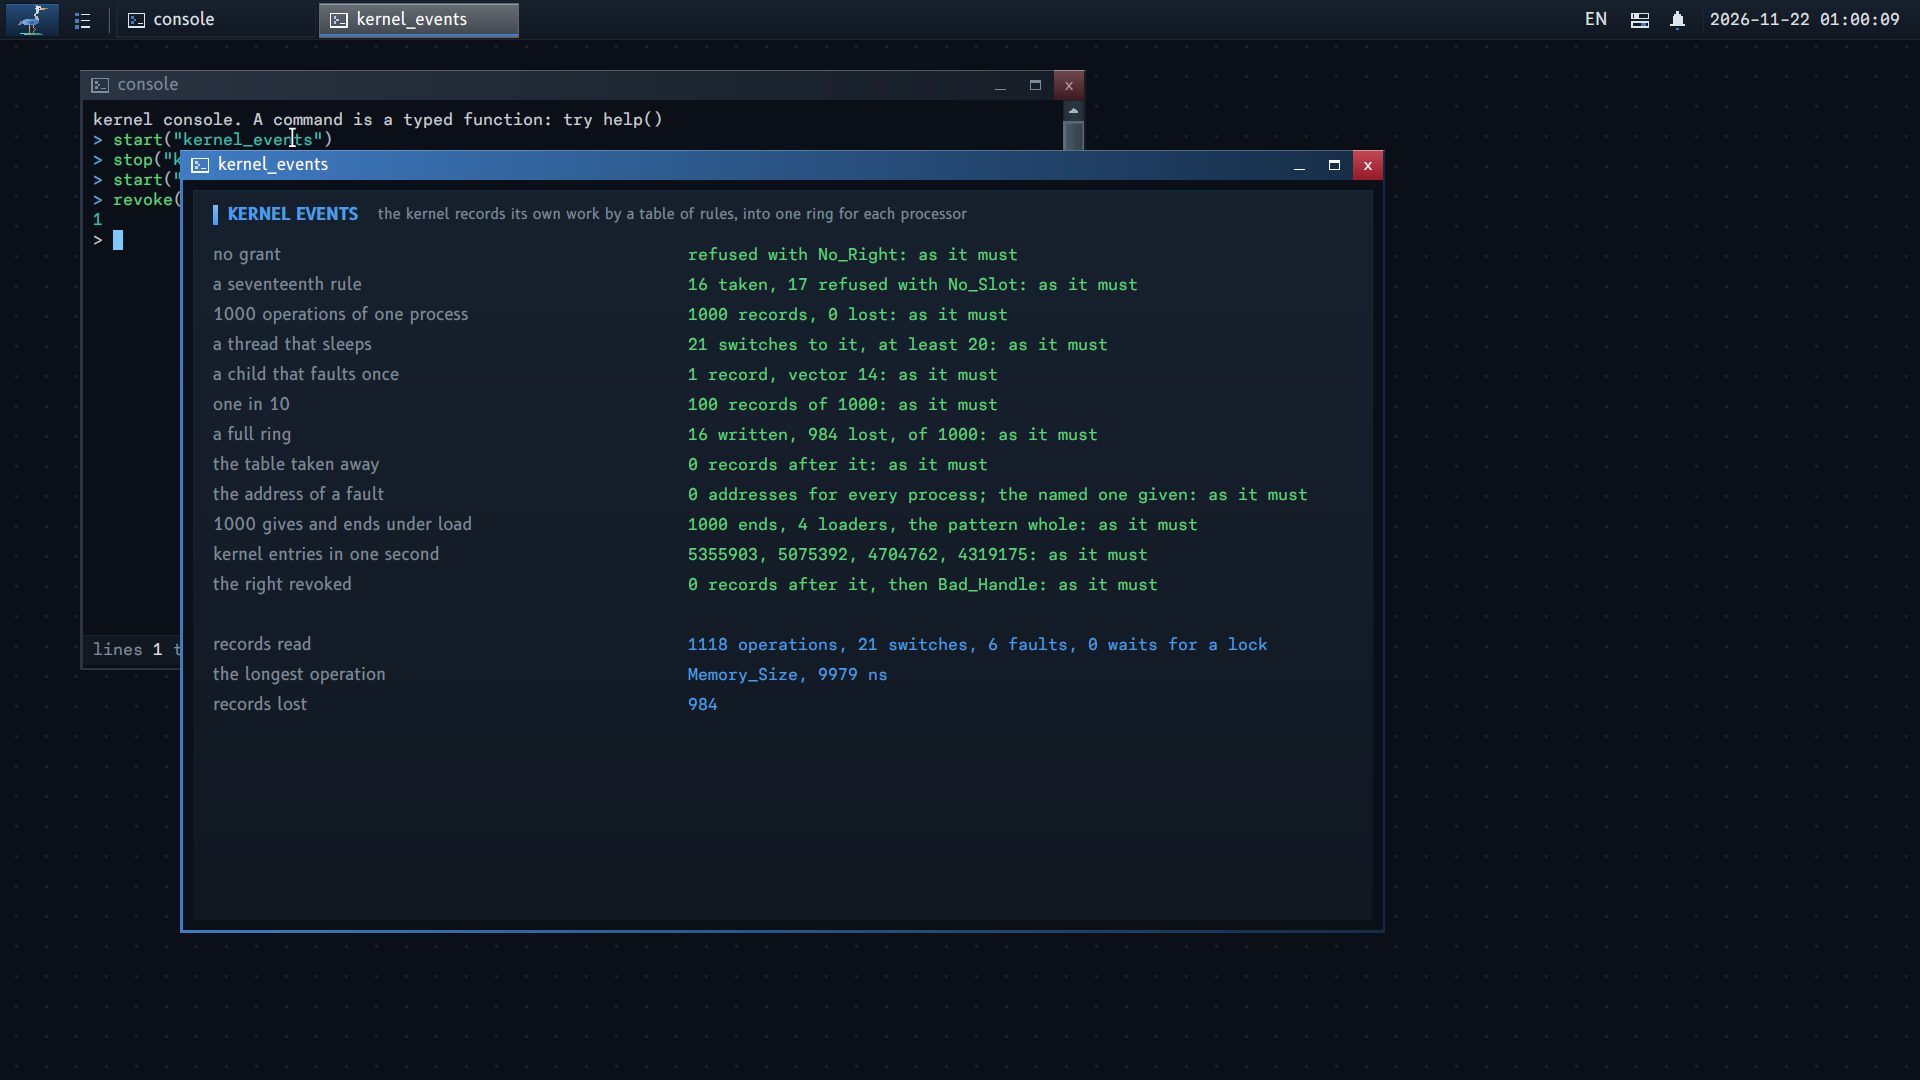 console
kernel_events
EN
2026-11-22 01:00:09
console
kernel console. A command is a typed function: try help()
> start("kernel_events")
> stop("k
> start("
> revoke(
1
>
lines 1 t
kernel_events
KERNEL EVENTS the kernel records its own work by a table of rules, into one ring for each processor
no grant refused with No_Right: as it must
a seventeenth rule 16 taken, 17 refused with No_Slot: as it must
1000 operations of one process 1000 records, 0 lost: as it must
a thread that sleeps 21 switches to it, at least 20: as it must
a child that faults once 1 record, vector 14: as it must
one in 10 100 records of 1000: as it must
a full ring 16 written, 984 lost, of 1000: as it must
the table taken away 0 records after it: as it must
the address of a fault 0 addresses for every process; the named one given: as it must
1000 gives and ends under load 1000 ends, 4 loaders, the pattern whole: as it must
kernel entries in one second 5355903, 5075392, 4704762, 4319175: as it must
the right revoked 0 records after it, then Bad_Handle: as it must
records read 1118 operations, 21 switches, 6 faults, 0 waits for a lock
the longest operation Memory_Size, 9979 ns
records lost 984